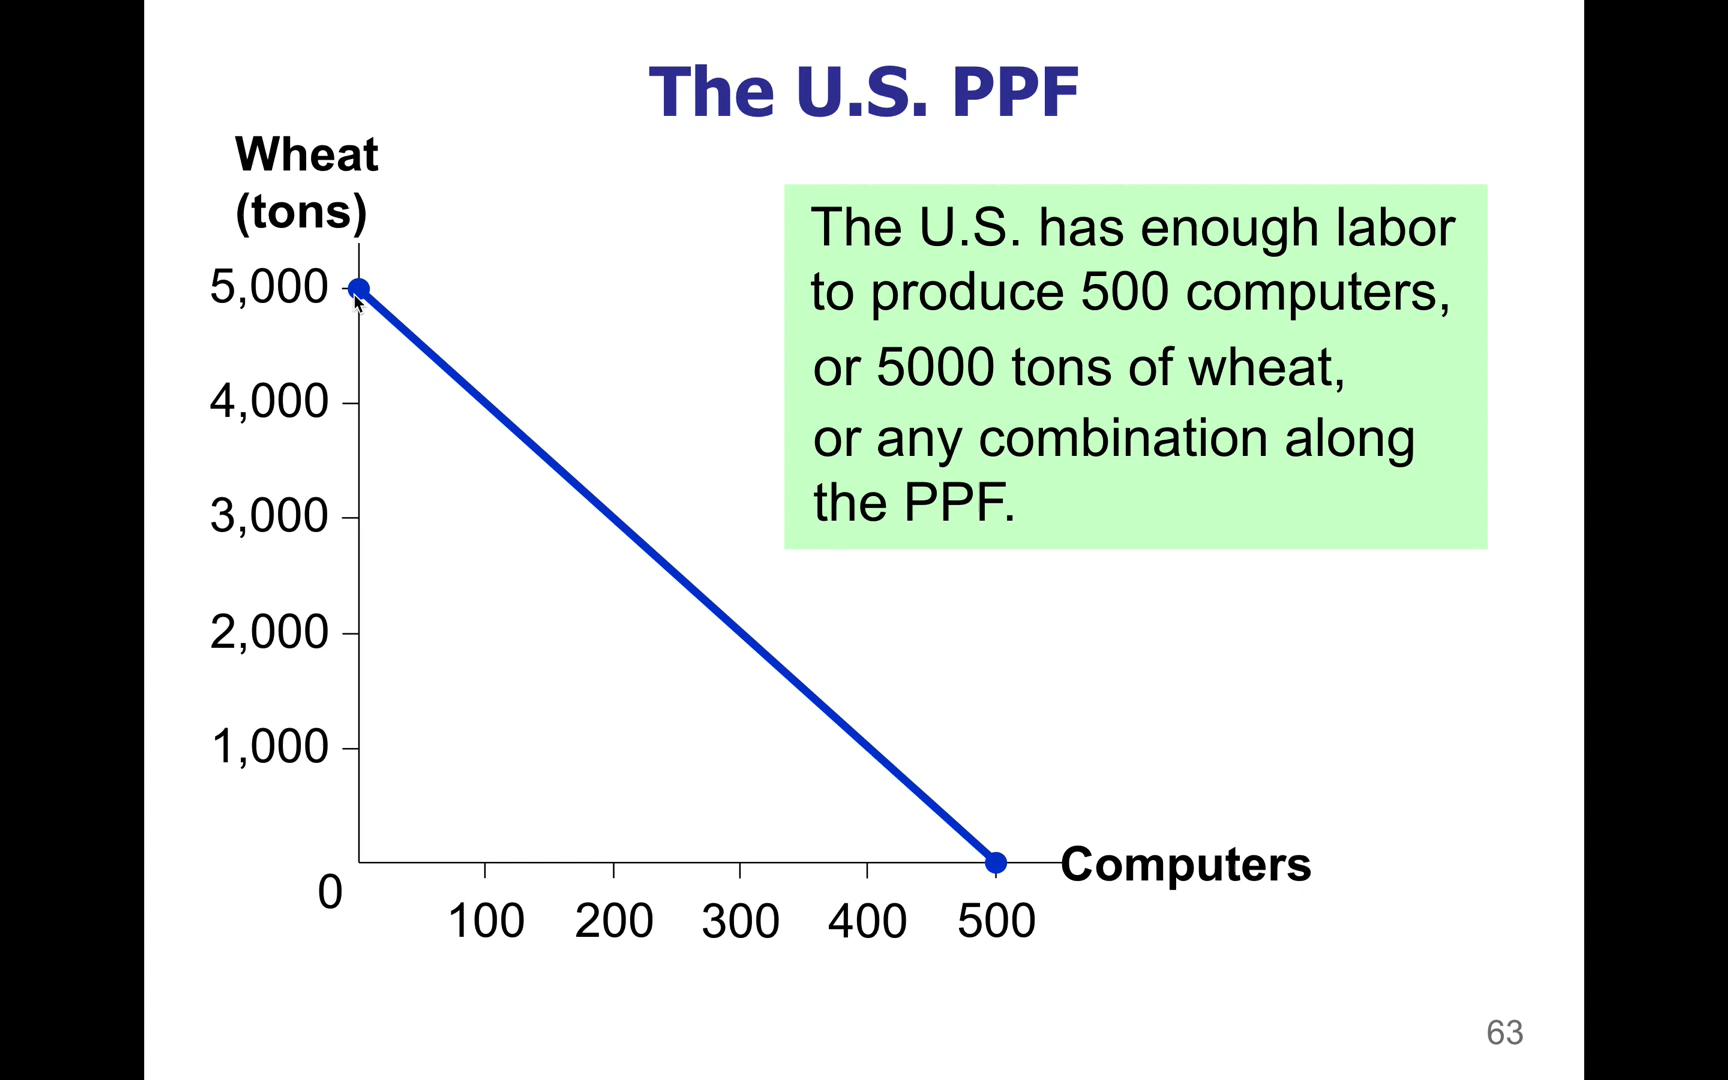 The U.S. PPF
Wheat
(tons)
The U.S. has enough labor
to produce 500 computers,
or 5000 tons of wheat,
or any combination along
the PPF.
5,000
4,000
3,000
2,000
1,000
0
100 200 300 400 500
Computers
63